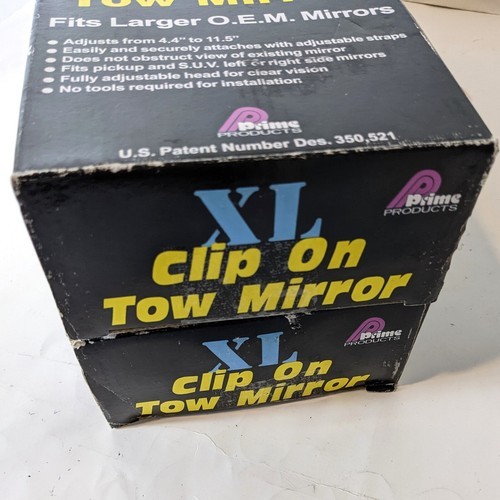 Tow Mirr
Fits Larger O.E.M. Mirrors
• Adjusts from 4.4" to 11.5"
• Easily and securely attaches with adjustable straps
• Does not obstruct view of existing mirror
• Fits pickup and S.U.V. left or right side mirrors
• Fully adjustable head for clear vision
• No tools required for installation
Prime
PRODUCTS
U.S. Patent Number Des. 350,521
XL
Clip On
Tow Mirror
Prime
PRODUCTS
XL
Clip On
Tow Mirror
Prime
PRODUCTS